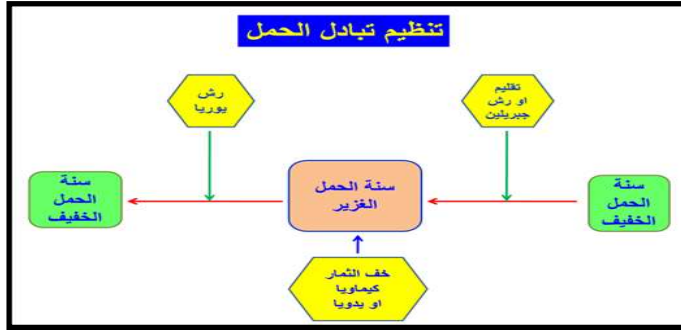 تنظيم تبادل الحمل
تقليم
او رش
جبريلين
رش
يوريا
سنة
الحمل
الخفيف
سنة الحمل
الغزير
سنة
الحمل
الخفيف
خف الثمار
كيماويا
او يدويا